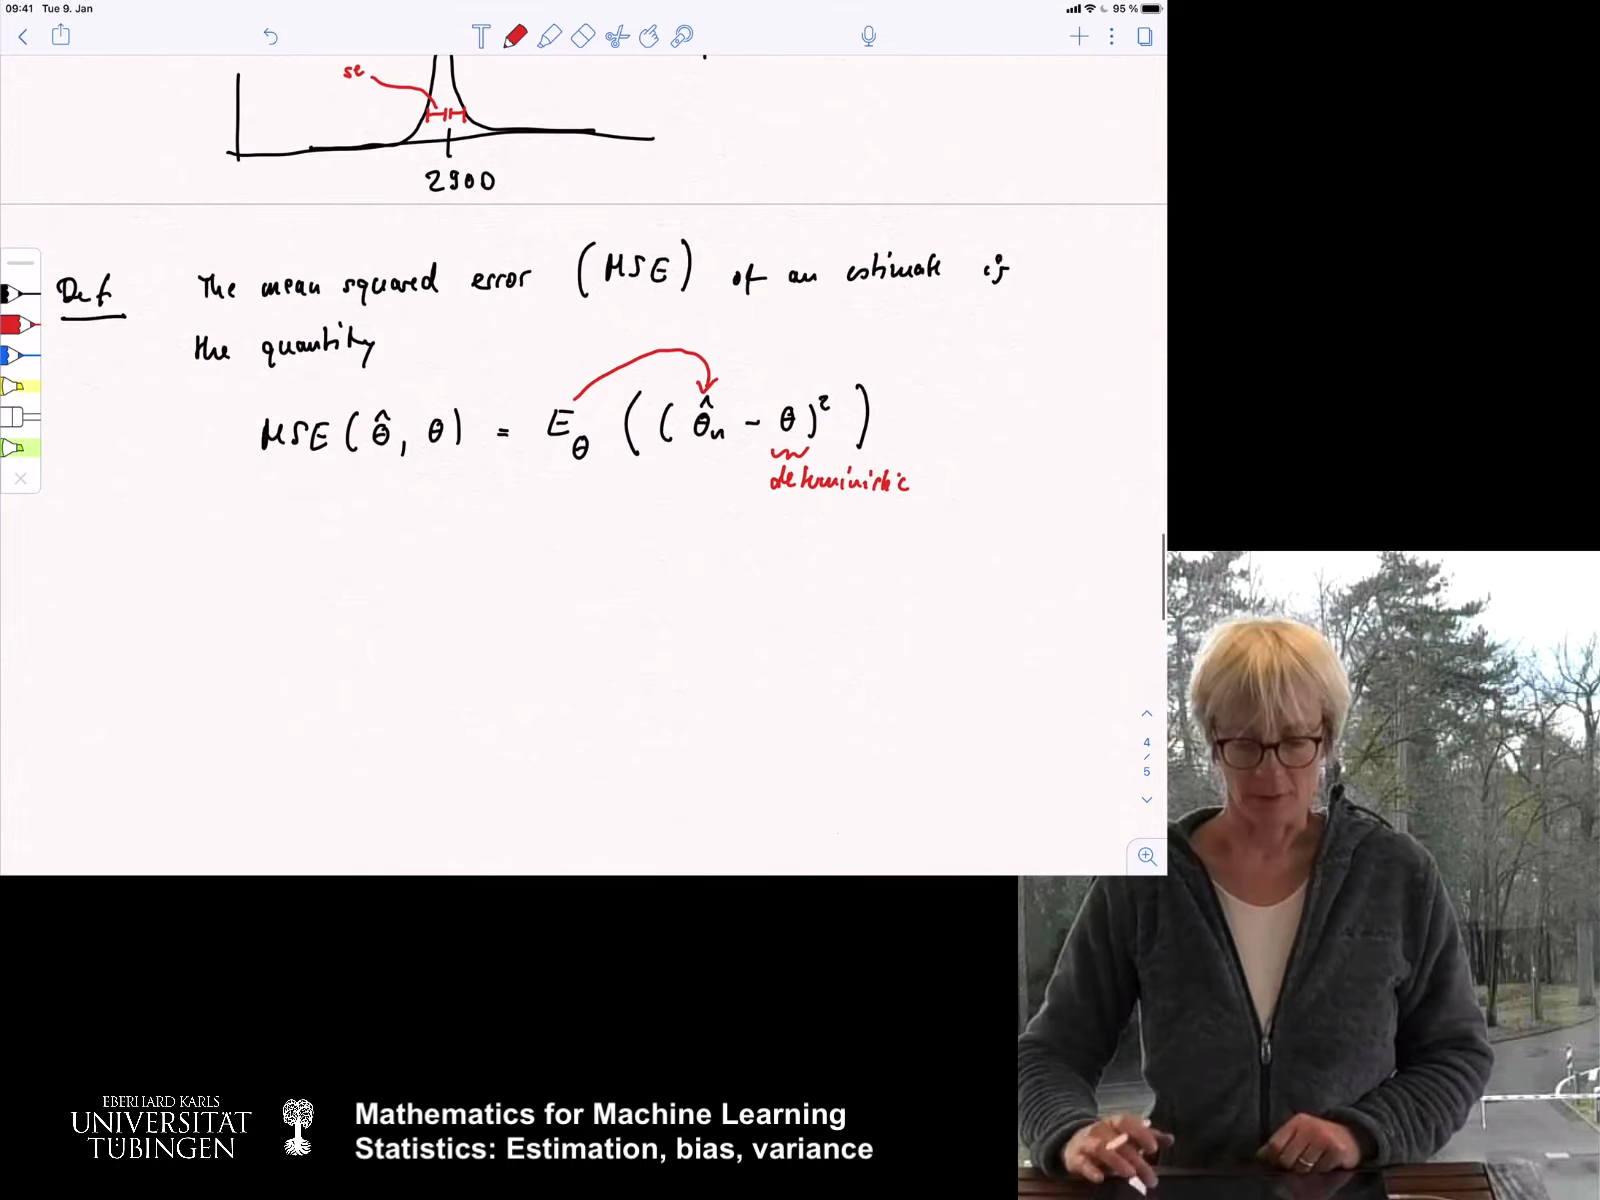 09:41 Tue 9. Jan
95 %
T
se
2900
Def The mean squared error (MSE) of an estimate is
the quantity
MSE(θ̂, θ) = E_θ ((θ̂_n - θ)²)
deterministic
4
/
5
EBERHARD KARLS
UNIVERSITÄT
TÜBINGEN
Mathematics for Machine Learning
Statistics: Estimation, bias, variance